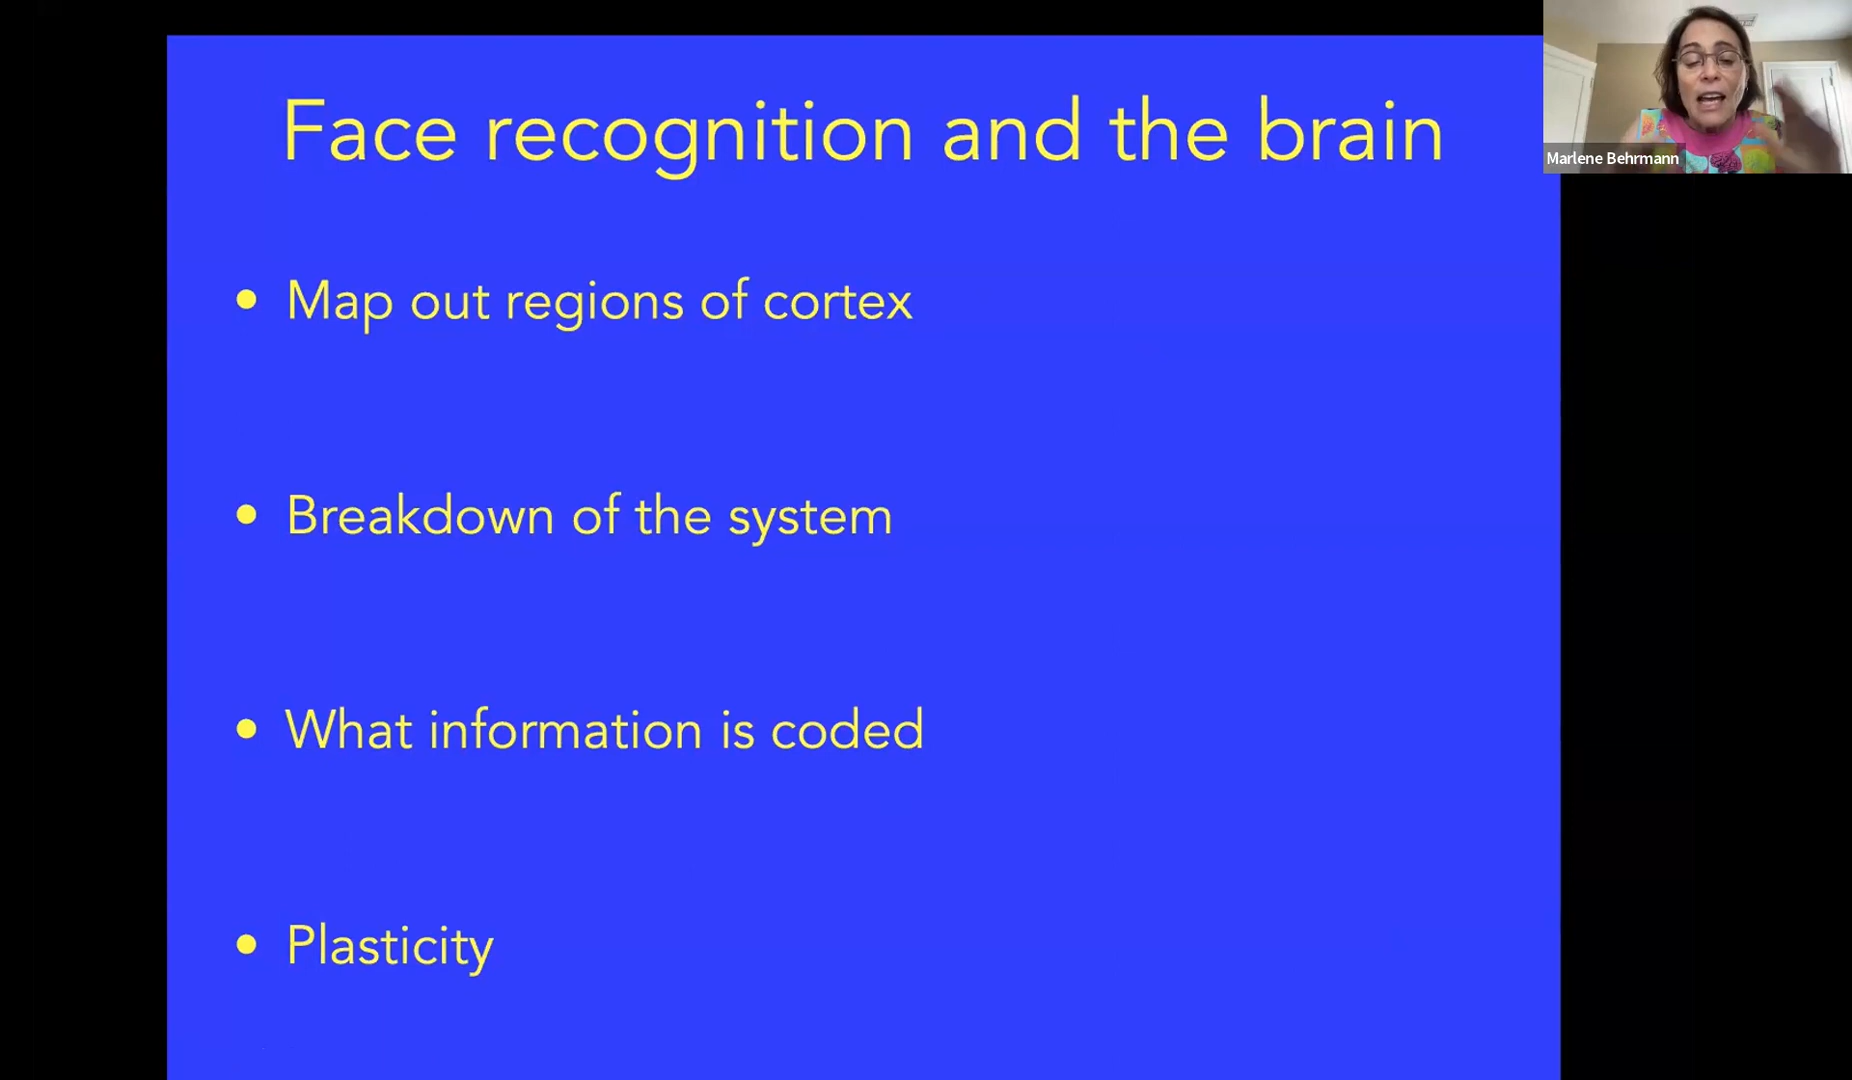 Face recognition and the brain
Marlene Behrmann
• Map out regions of cortex
• Breakdown of the system
• What information is coded
• Plasticity